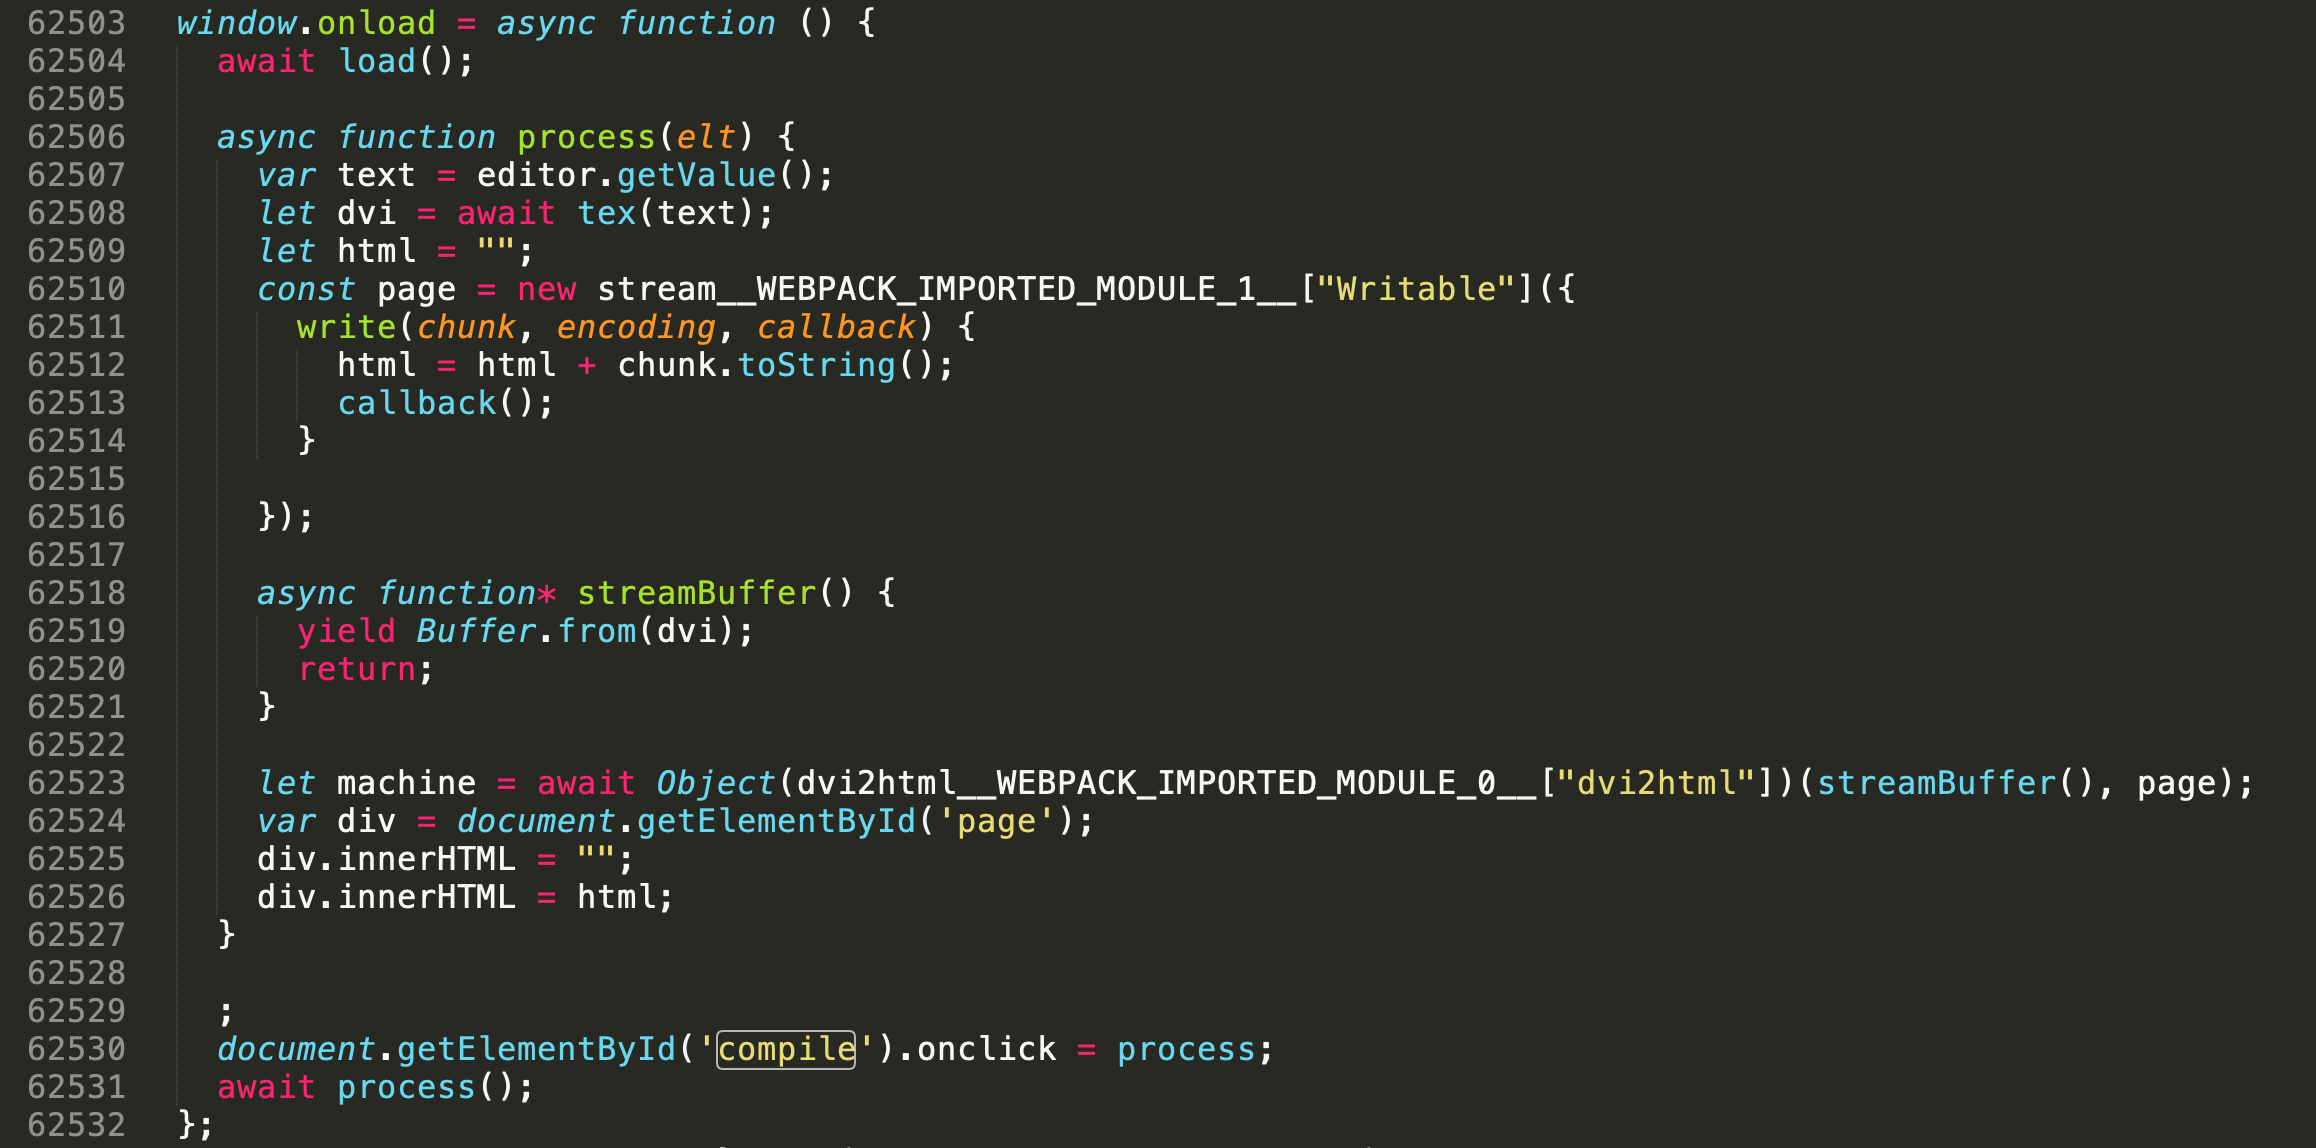 62503 window.onload = async function () {
62504 await load();
62505
62506 async function process(elt) {
62507 var text = editor.getValue();
62508 let dvi = await tex(text);
62509 let html = "";
62510 const page = new stream__WEBPACK_IMPORTED_MODULE_1__["Writable"]({
62511 write(chunk, encoding, callback) {
62512 html = html + chunk.toString();
62513 callback();
62514 }
62515
62516 });
62517
62518 async function* streamBuffer() {
62519 yield Buffer.from(dvi);
62520 return;
62521 }
62522
62523 let machine = await Object(dvi2html__WEBPACK_IMPORTED_MODULE_0__["dvi2html"])(streamBuffer(), page);
62524 var div = document.getElementById('page');
62525 div.innerHTML = "";
62526 div.innerHTML = html;
62527 }
62528
62529 ;
62530 document.getElementById('compile').onclick = process;
62531 await process();
62532 };